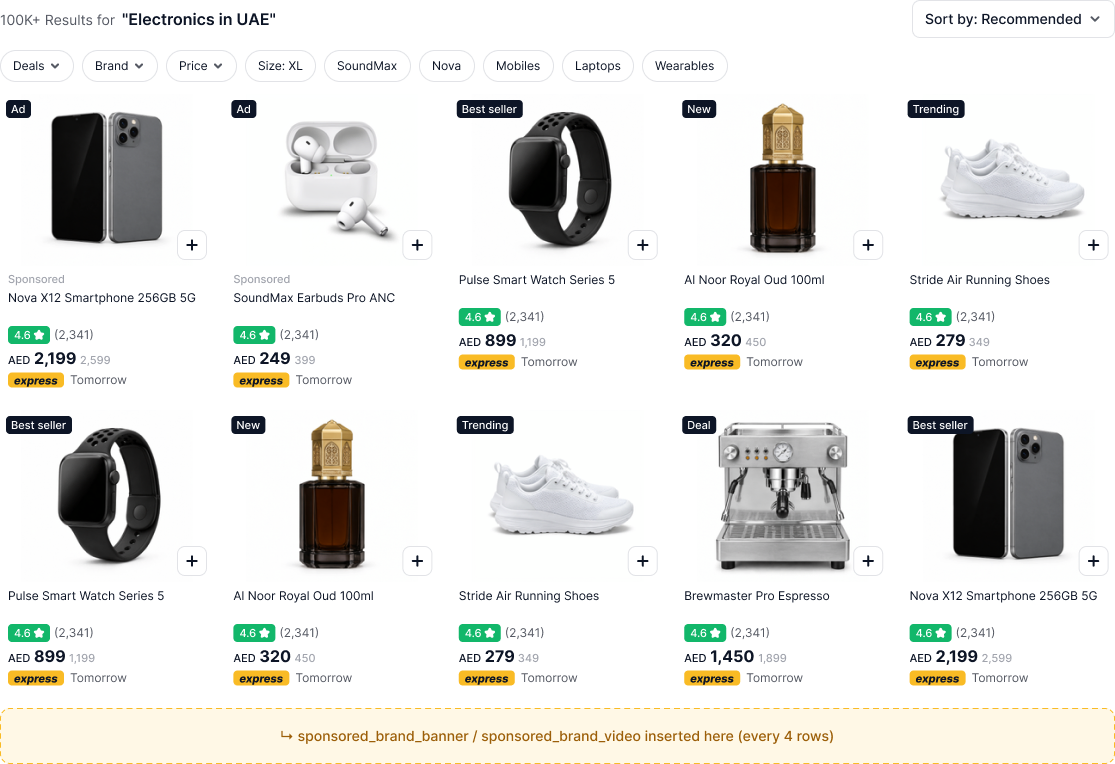 100K+ Results for "Electronics in UAE"
Sort by: Recommended
Deals Brand Price Size: XL SoundMax Nova Mobiles Laptops Wearables
Ad
Sponsored
Nova X12 Smartphone 256GB 5G
4.6 (2,341)
AED 2,199 2,599
express Tomorrow
Ad
Sponsored
SoundMax Earbuds Pro ANC
4.6 (2,341)
AED 249 399
express Tomorrow
Best seller
Pulse Smart Watch Series 5
4.6 (2,341)
AED 899 1,199
express Tomorrow
New
Al Noor Royal Oud 100ml
4.6 (2,341)
AED 320 450
express Tomorrow
Trending
Stride Air Running Shoes
4.6 (2,341)
AED 279 349
express Tomorrow
Best seller
Pulse Smart Watch Series 5
4.6 (2,341)
AED 899 1,199
express Tomorrow
New
Al Noor Royal Oud 100ml
4.6 (2,341)
AED 320 450
express Tomorrow
Trending
Stride Air Running Shoes
4.6 (2,341)
AED 279 349
express Tomorrow
Deal
Brewmaster Pro Espresso
4.6 (2,341)
AED 1,450 1,899
express Tomorrow
Best seller
Nova X12 Smartphone 256GB 5G
4.6 (2,341)
AED 2,199 2,599
express Tomorrow
↳ sponsored_brand_banner / sponsored_brand_video inserted here (every 4 rows)